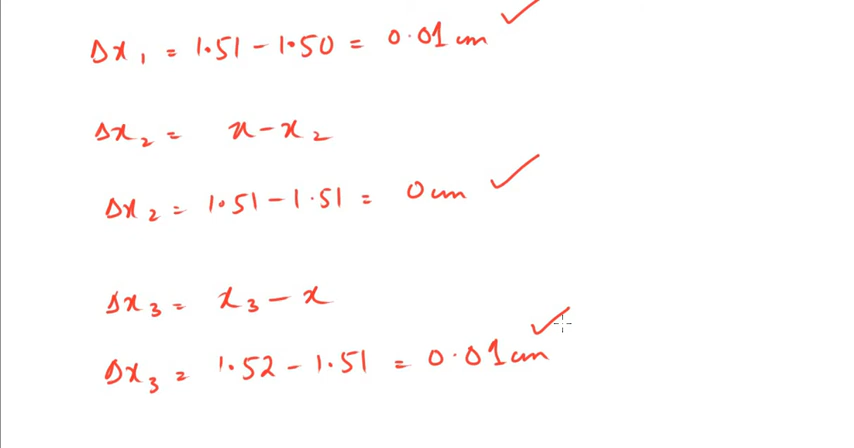 Δx₁ = 1.51 - 1.50 = 0.01 cm
Δx₂ = x - x₂
Δx₂ = 1.51 - 1.51 = 0 cm
Δx₃ = x₃ - x
Δx₃ = 1.52 - 1.51 = 0.01 cm